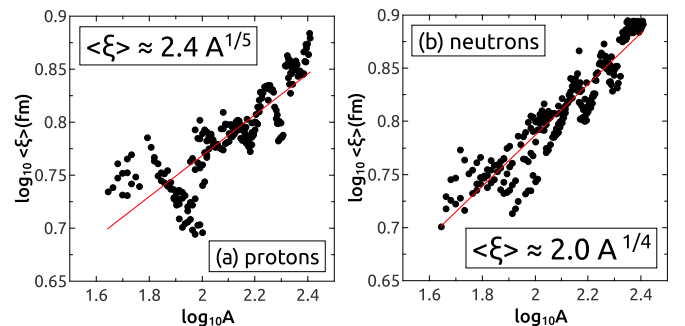 <ξ> ≈ 2.4 A^1/5
0.9
0.85
0.8
0.75
0.7
0.65
log₁₀ <ξ>(fm)
(a) protons
1.6 1.8 2 2.2 2.4
log₁₀A
(b) neutrons
0.9
0.85
0.8
0.75
0.7
0.65
log₁₀ <ξ>(fm)
<ξ> ≈ 2.0 A^1/4
1.6 1.8 2 2.2 2.4
log₁₀A